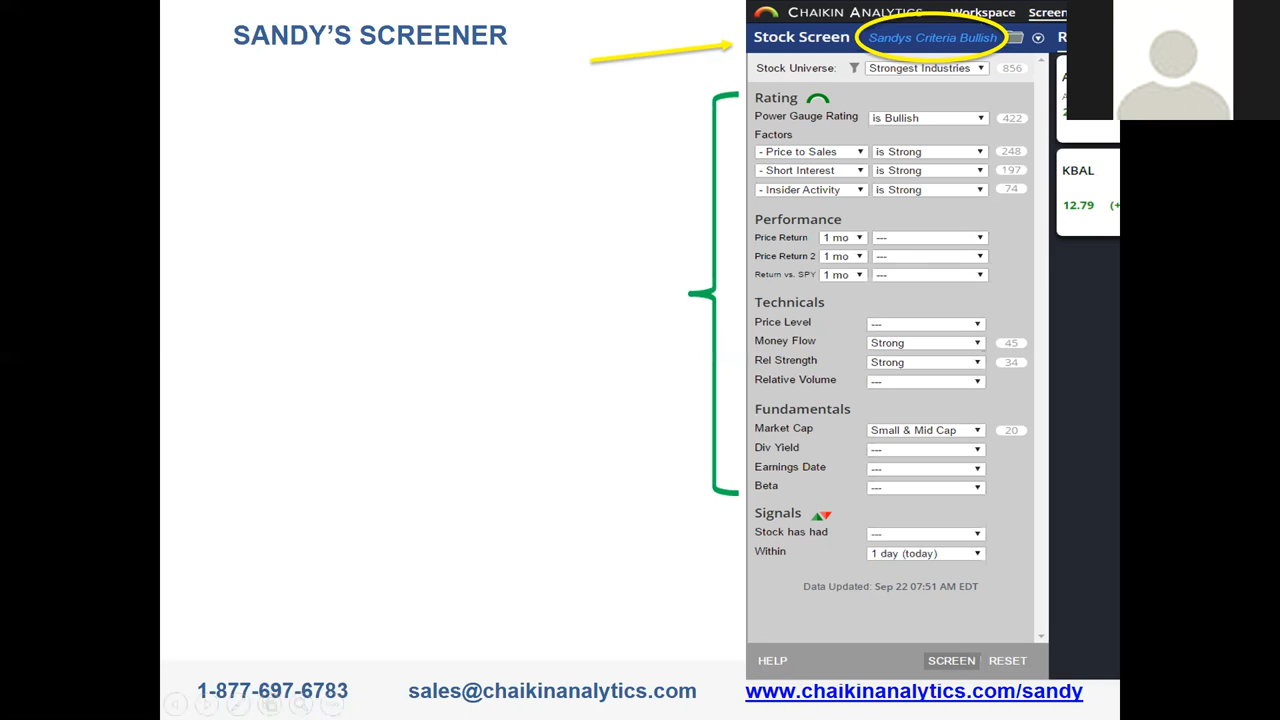 SANDY'S SCREENER
CHAIKIN ANALYTICS Workspace Screen
Stock Screen Sandys Criteria Bullish R
Stock Universe: Strongest Industries 856
Rating
Power Gauge Rating is Bullish 422
Factors
- Price to Sales is Strong 248
- Short Interest is Strong 197
- Insider Activity is Strong 74
Performance
Price Return 1 mo ---
Price Return 2 1 mo ---
Return vs. SPY 1 mo ---
Technicals
Price Level ---
Money Flow Strong 45
Rel Strength Strong 34
Relative Volume ---
Fundamentals
Market Cap Small & Mid Cap 20
Div Yield ---
Earnings Date ---
Beta ---
Signals
Stock has had ---
Within 1 day (today)
Data Updated: Sep 22 07:51 AM EDT
HELP SCREEN RESET
KBAL
12.79 (+
1-877-697-6783 sales@chaikinanalytics.com www.chaikinanalytics.com/sandy